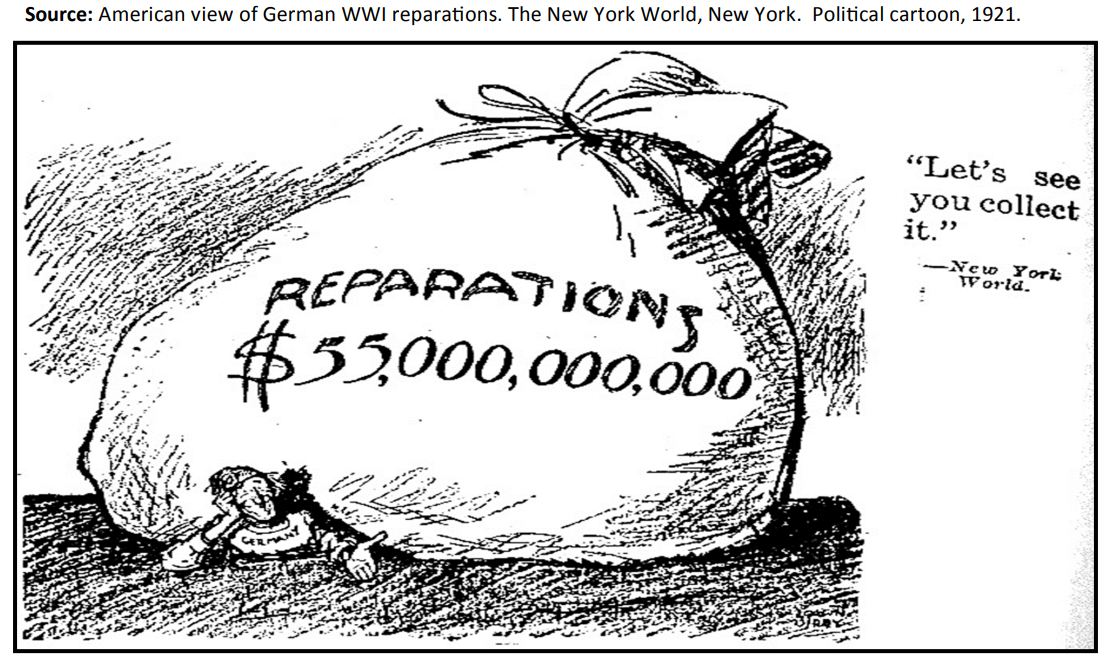 Source: American view of German WWI reparations. The New York World, New York. Political cartoon, 1921.
REPARATIONS
$55,000,000,000
GERMANY
“Let’s see
you collect
it.”
—New York
World.